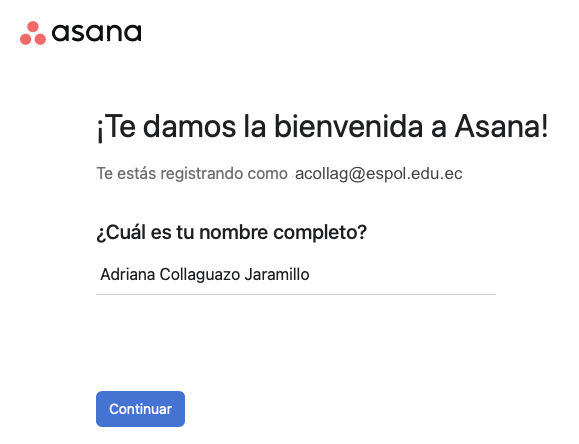 asana
¡Te damos la bienvenida a Asana!
Te estás registrando como acollag@espol.edu.ec
¿Cuál es tu nombre completo?
Adriana Collaguazo Jaramillo
Continuar